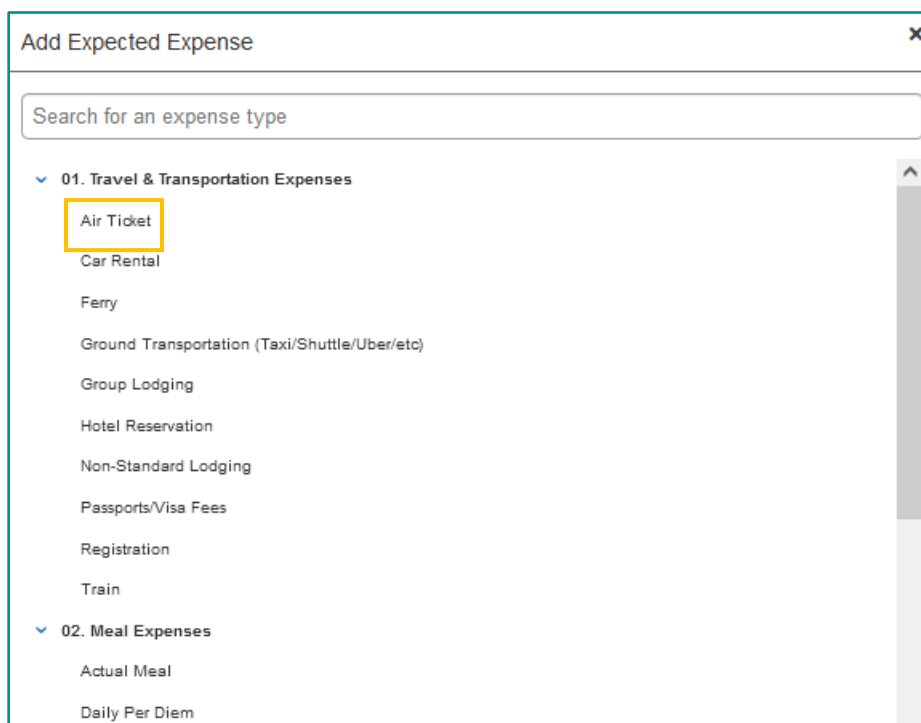 Add Expected Expense
Search for an expense type
01. Travel & Transportation Expenses
Air Ticket
Car Rental
Ferry
Ground Transportation (Taxi/Shuttle/Uber/etc)
Group Lodging
Hotel Reservation
Non-Standard Lodging
Passports/Visa Fees
Registration
Train
02. Meal Expenses
Actual Meal
Daily Per Diem